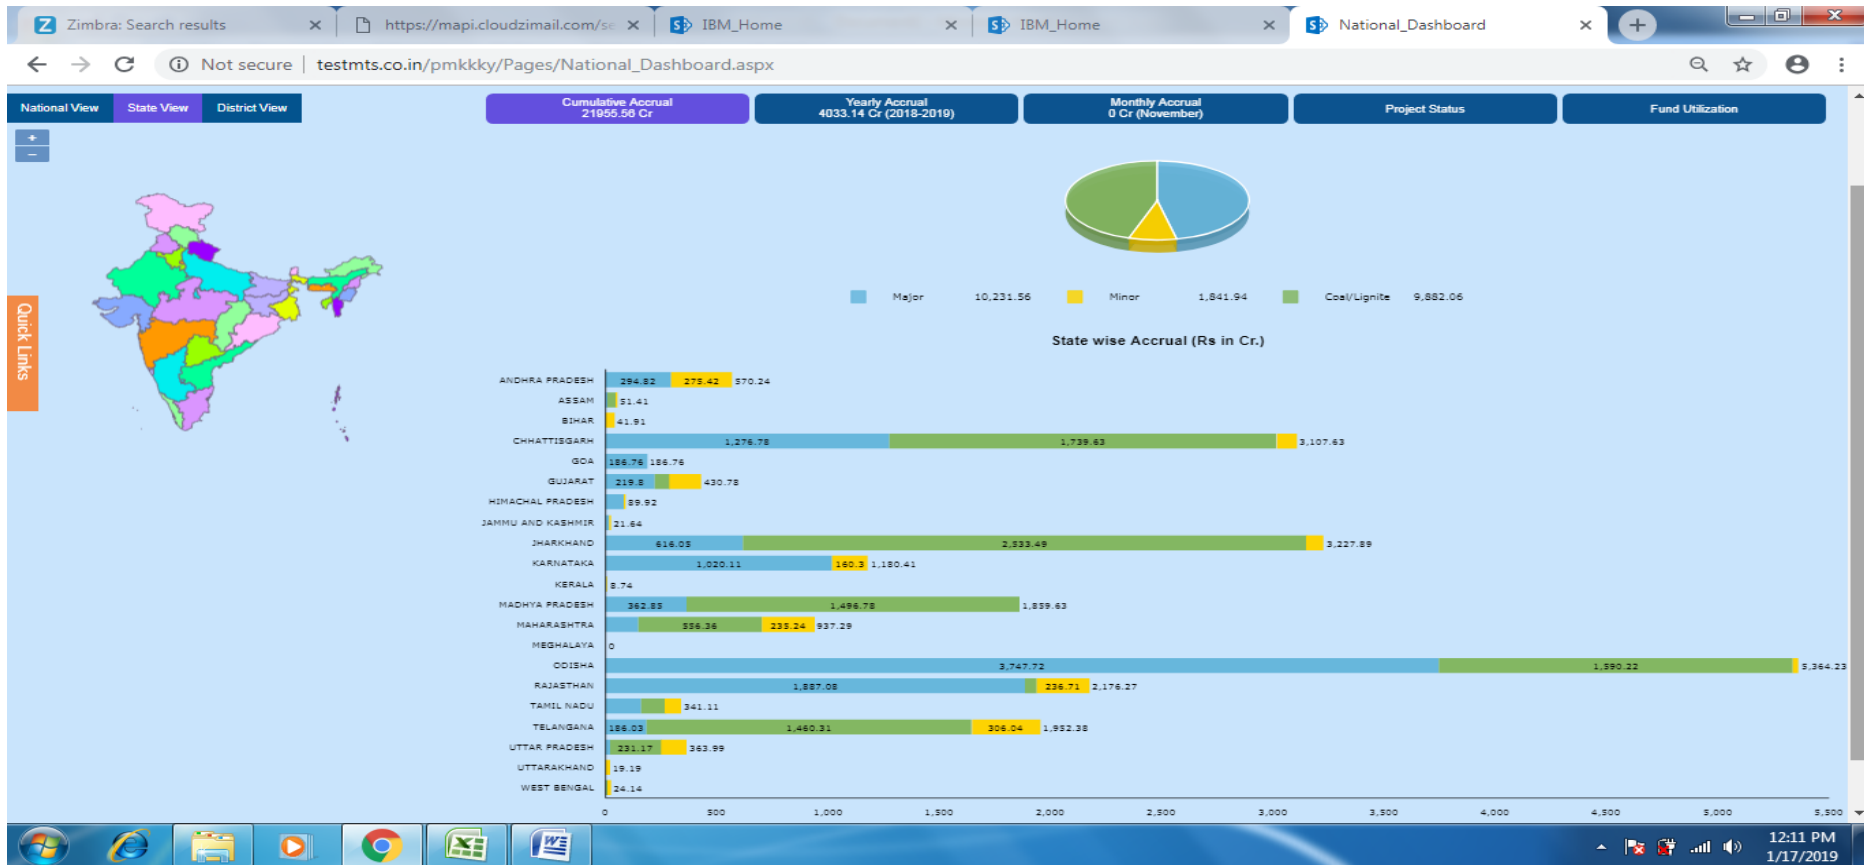 Zimbra: Search results
https://mapi.cloudzimail.com/se
IBM_Home
IBM_Home
National_Dashboard
Not secure | testmts.co.in/pmkkky/Pages/National_Dashboard.aspx
National View State View District View
Cumulative Accrual
21955.56 Cr
Yearly Accrual
4033.14 Cr (2018-2019)
Monthly Accrual
0 Cr (November)
Project Status
Fund Utilization
+
−
Quick Links
Major 10,231.56 Minor 1,841.94 Coal/Lignite 9,882.06
State wise Accrual (Rs in Cr.)
ANDHRA PRADESH 294.82 275.42 570.24
ASSAM 51.41
BIHAR 41.91
CHHATTISGARH 1,276.78 1,739.63 3,107.63
GOA 186.76 186.76
GUJARAT 219.8 430.78
HIMACHAL PRADESH 89.92
JAMMU AND KASHMIR 21.64
JHARKHAND 616.05 2,533.49 3,227.89
KARNATAKA 1,020.11 160.3 1,180.41
KERALA 8.74
MADHYA PRADESH 362.85 1,496.78 1,859.63
MAHARASHTRA 556.36 235.24 937.29
MEGHALAYA 0
ODISHA 3,747.72 1,590.22 5,364.23
RAJASTHAN 1,887.08 236.71 2,176.27
TAMIL NADU 341.11
TELANGANA 186.03 1,460.31 306.04 1,952.38
UTTAR PRADESH 231.17 363.99
UTTARAKHAND 19.19
WEST BENGAL 24.14
0 500 1,000 1,500 2,000 2,500 3,000 3,500 4,000 4,500 5,000 5,500
12:11 PM
1/17/2019